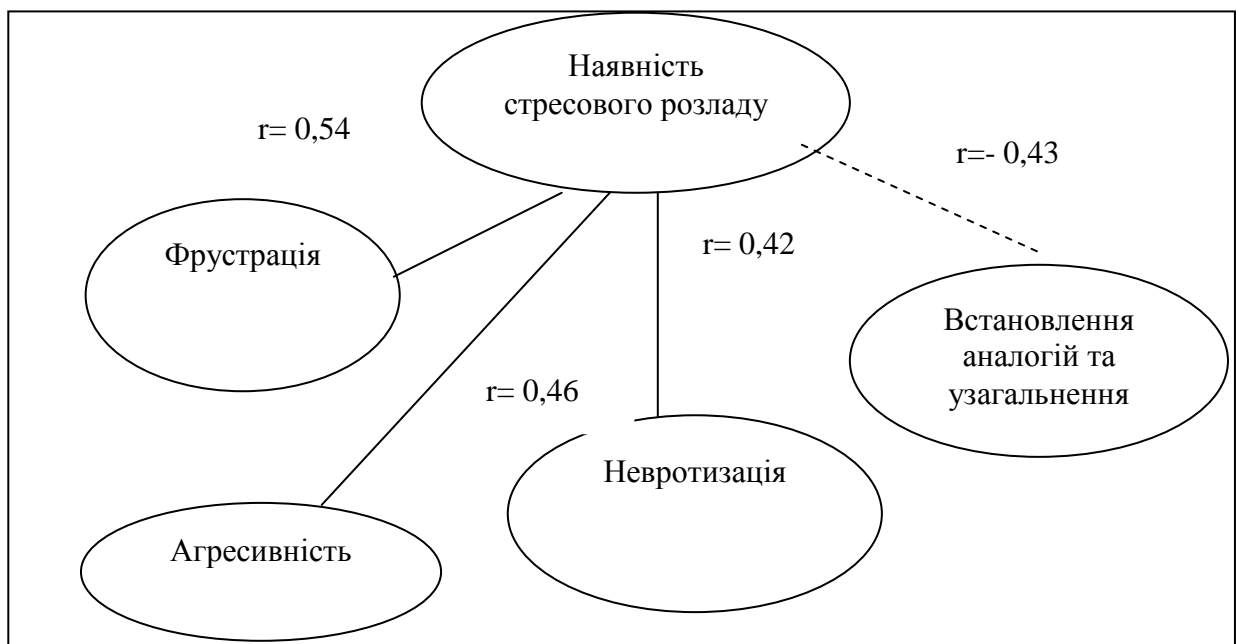 Наявність
стресового розладу
r= 0,54
r=- 0,43
Фрустрація
r= 0,42
Встановлення
аналогій та
узагальнення
r= 0,46
Невротизація
Агресивність